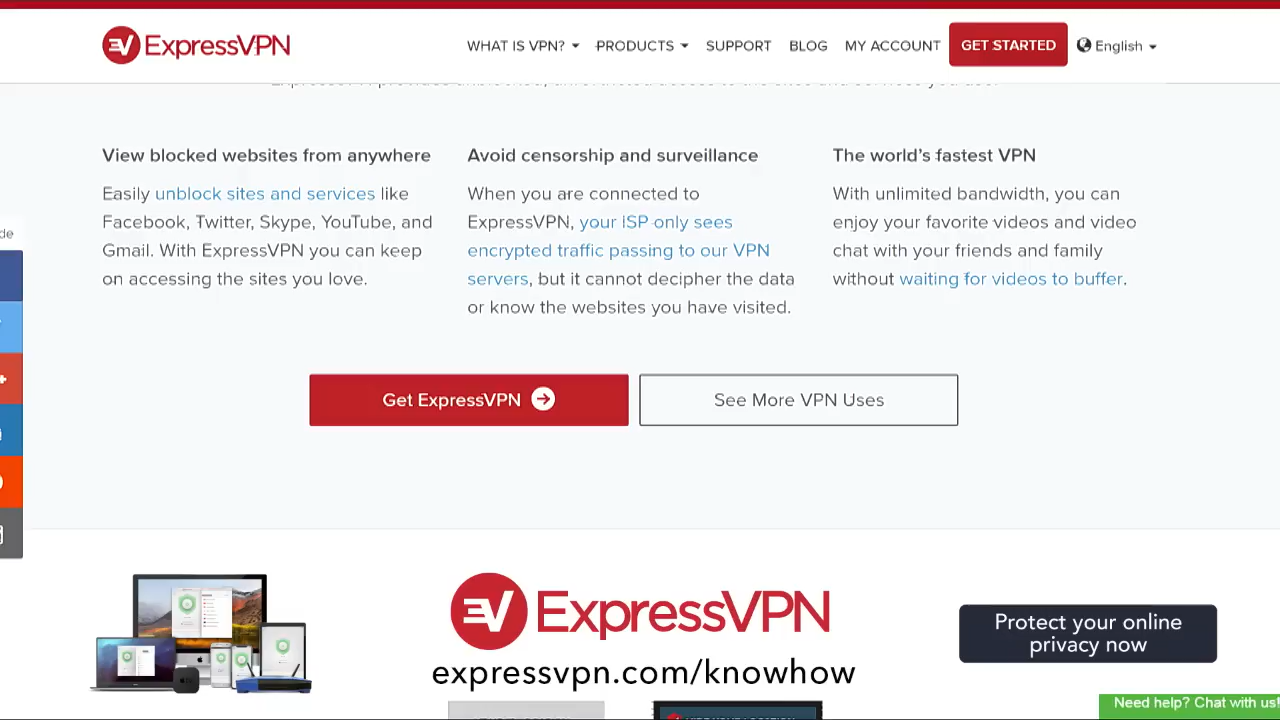 ExpressVPN
WHAT IS VPN? PRODUCTS SUPPORT BLOG MY ACCOUNT GET STARTED English
View blocked websites from anywhere
Easily unblock sites and services like
Facebook, Twitter, Skype, YouTube, and
Gmail. With ExpressVPN you can keep
on accessing the sites you love.
Avoid censorship and surveillance
When you are connected to
ExpressVPN, your ISP only sees
encrypted traffic passing to our VPN
servers, but it cannot decipher the data
or know the websites you have visited.
The world's fastest VPN
With unlimited bandwidth, you can
enjoy your favorite videos and video
chat with your friends and family
without waiting for videos to buffer.
Get ExpressVPN
See More VPN Uses
ExpressVPN
expressvpn.com/knowhow
Protect your online
privacy now
Need help? Chat with us!